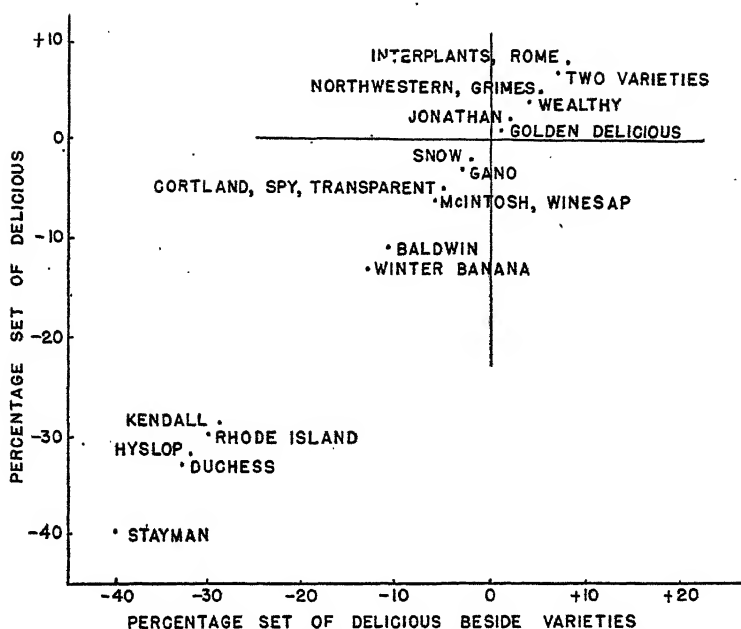 +10
INTERPLANTS, ROME
TWO VARIETIES
NORTHWESTERN, GRIMES
WEALTHY
JONATHAN
GOLDEN DELICIOUS
0
SNOW
GANO
CORTLAND, SPY, TRANSPARENT
McINTOSH, WINESAP
-10
BALDWIN
WINTER BANANA
-20
KENDALL
-30
RHODE ISLAND
HYSLOP
DUCHESS
-40
STAYMAN
PERCENTAGE SET OF DELICIOUS
-40 -30 -20 -10 0 +10 +20
PERCENTAGE SET OF DELICIOUS BESIDE VARIETIES